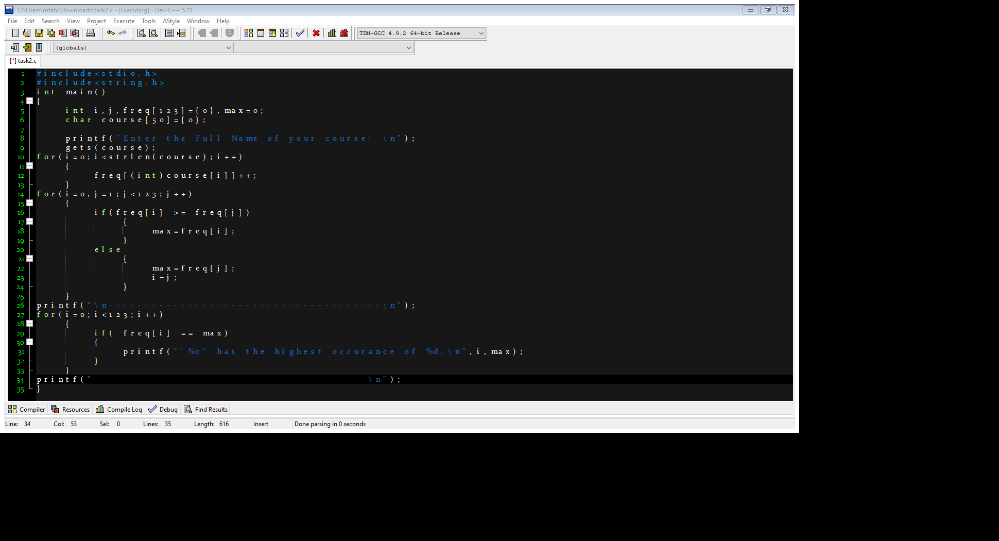 C:\Users\mtahi\Downloads\task2.c - [Executing] - Dev-C++ 5.11
File Edit Search View Project Execute Tools AStyle Window Help
TDM-GCC 4.9.2 64-bit Release
(globals)
[*] task2.c
1 #include<stdio.h>
2 #include<string.h>
3 int main()
4 {
5 int i,j,freq[123]={0},max=0;
6 char course[50]={0};
7
8 printf("Enter the Full Name of your course: \n");
9 gets(course);
10 for(i=0;i<strlen(course);i++)
11 {
12 freq[(int)course[i]]++;
13 }
14 for(i=0,j=1;j<123;j++)
15 {
16 if(freq[i] >= freq[j])
17 {
18 max=freq[i];
19 }
20 else
21 {
22 max=freq[j];
23 i=j;
24 }
25 }
26 printf("\n--------------------------------------\n");
27 for(i=0;i<123;i++)
28 {
29 if( freq[i] == max)
30 {
31 printf("'%c' has the highest occurance of %d.\n",i,max);
32 }
33 }
34 printf("--------------------------------------\n");
35 }
Compiler Resources Compile Log Debug Find Results
Line: 34 Col: 53 Sel: 0 Lines: 35 Length: 616 Insert Done parsing in 0 seconds